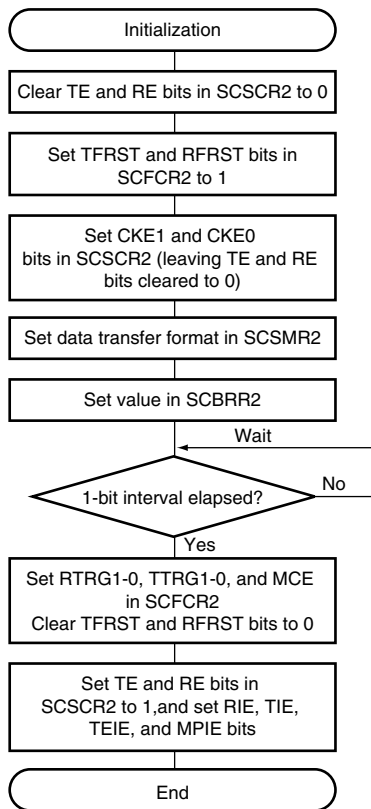 Initialization
Clear TE and RE bits in SCSCR2 to 0
Set TFRST and RFRST bits in
SCFCR2 to 1
Set CKE1 and CKE0
bits in SCSCR2 (leaving TE and RE
bits cleared to 0)
Set data transfer format in SCSMR2
Set value in SCBRR2
Wait
1-bit interval elapsed?
No
Yes
Set RTRG1-0, TTRG1-0, and MCE
in SCFCR2
Clear TFRST and RFRST bits to 0
Set TE and RE bits in
SCSCR2 to 1,and set RIE, TIE,
TEIE, and MPIE bits
End